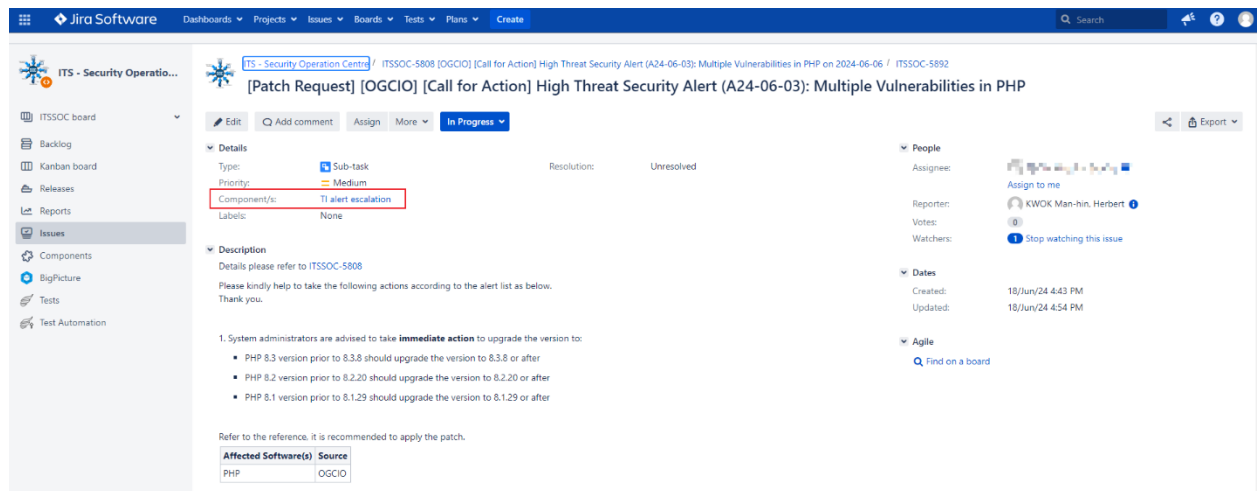 Jira Software Dashboards Projects Issues Boards Tests Plans Create Search
ITS - Security Operatio...
ITS - Security Operation Centre / ITSSOC-5808 [OGCIO] [Call for Action] High Threat Security Alert (A24-06-03): Multiple Vulnerabilities in PHP on 2024-06-06 / ITSSOC-5892
[Patch Request] [OGCIO] [Call for Action] High Threat Security Alert (A24-06-03): Multiple Vulnerabilities in PHP
Edit Add comment Assign More In Progress Export
ITSSOC board
Backlog
Kanban board
Releases
Reports
Issues
Components
BigPicture
Tests
Test Automation
Details
Type: Sub-task Resolution: Unresolved
Priority: Medium
Component/s: TI alert escalation
Labels: None
Description
Details please refer to ITSSOC-5808
Please kindly help to take the following actions according to the alert list as below.
Thank you.
1. System administrators are advised to take immediate action to upgrade the version to:
▪ PHP 8.3 version prior to 8.3.8 should upgrade the version to 8.3.8 or after
▪ PHP 8.2 version prior to 8.2.20 should upgrade the version to 8.2.20 or after
▪ PHP 8.1 version prior to 8.1.29 should upgrade the version to 8.1.29 or after
Refer to the reference, it is recommended to apply the patch.
Affected Software(s) Source
PHP OGCIO
People
Assignee:
Assign to me
Reporter: KWOK Man-hin, Herbert
Votes: 0
Watchers: 1 Stop watching this issue
Dates
Created: 18/Jun/24 4:43 PM
Updated: 18/Jun/24 4:54 PM
Agile
Find on a board